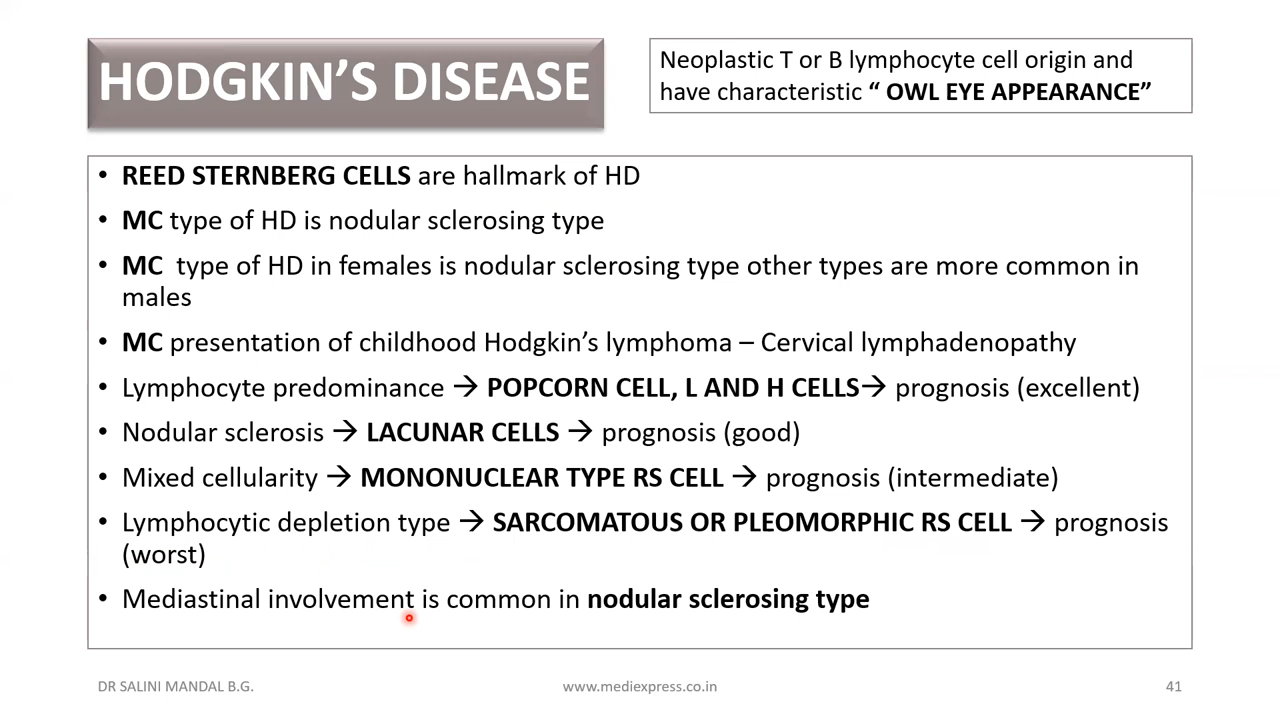 HODGKIN’S DISEASE
Neoplastic T or B lymphocyte cell origin and
have characteristic “ OWL EYE APPEARANCE”
• REED STERNBERG CELLS are hallmark of HD
• MC type of HD is nodular sclerosing type
• MC type of HD in females is nodular sclerosing type other types are more common in
males
• MC presentation of childhood Hodgkin’s lymphoma – Cervical lymphadenopathy
• Lymphocyte predominance → POPCORN CELL, L AND H CELLS→ prognosis (excellent)
• Nodular sclerosis → LACUNAR CELLS → prognosis (good)
• Mixed cellularity → MONONUCLEAR TYPE RS CELL → prognosis (intermediate)
• Lymphocytic depletion type → SARCOMATOUS OR PLEOMORPHIC RS CELL → prognosis
(worst)
• Mediastinal involvement is common in nodular sclerosing type
DR SALINI MANDAL B.G.
www.mediexpress.co.in
41